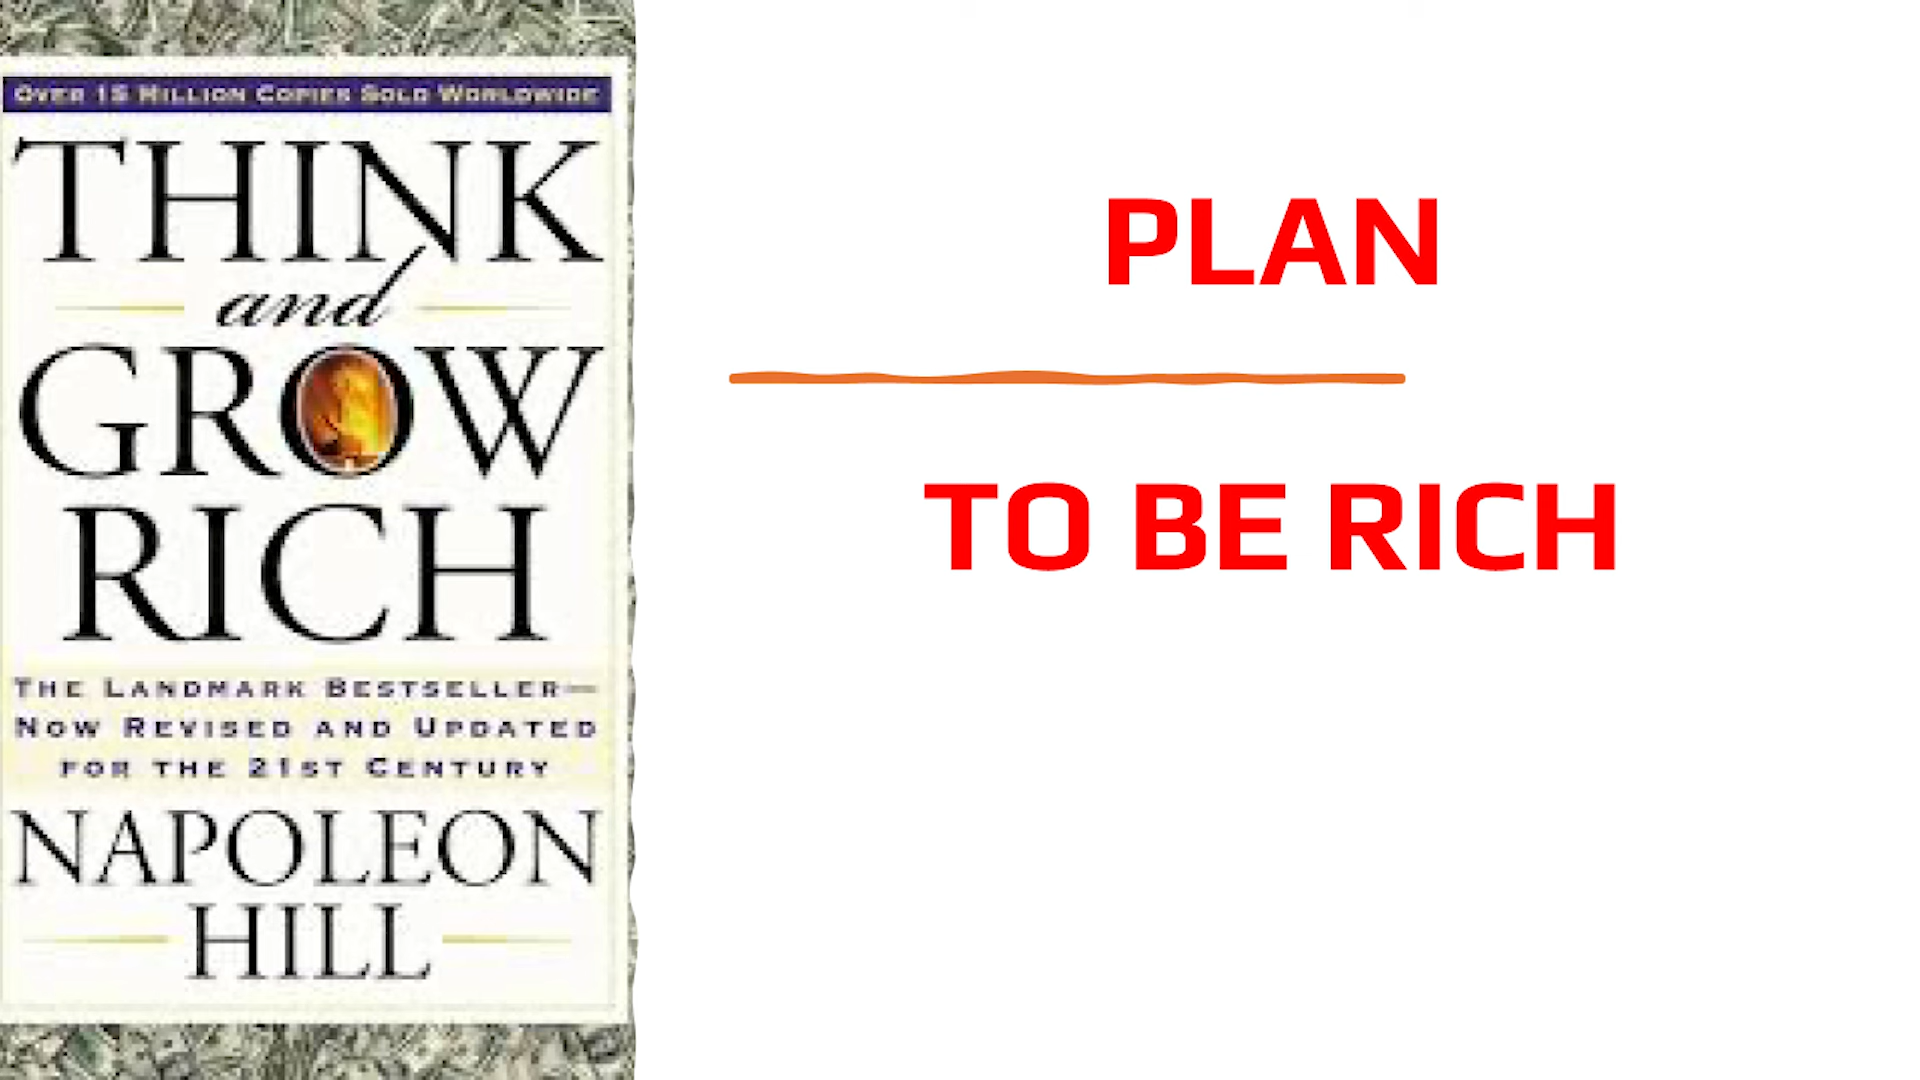 OVER 15 MILLION COPIES SOLD WORLDWIDE
THINK
and
GROW
RICH
THE LANDMARK BESTSELLER—
NOW REVISED AND UPDATED
FOR THE 21ST CENTURY
NAPOLEON
HILL
PLAN
TO BE RICH